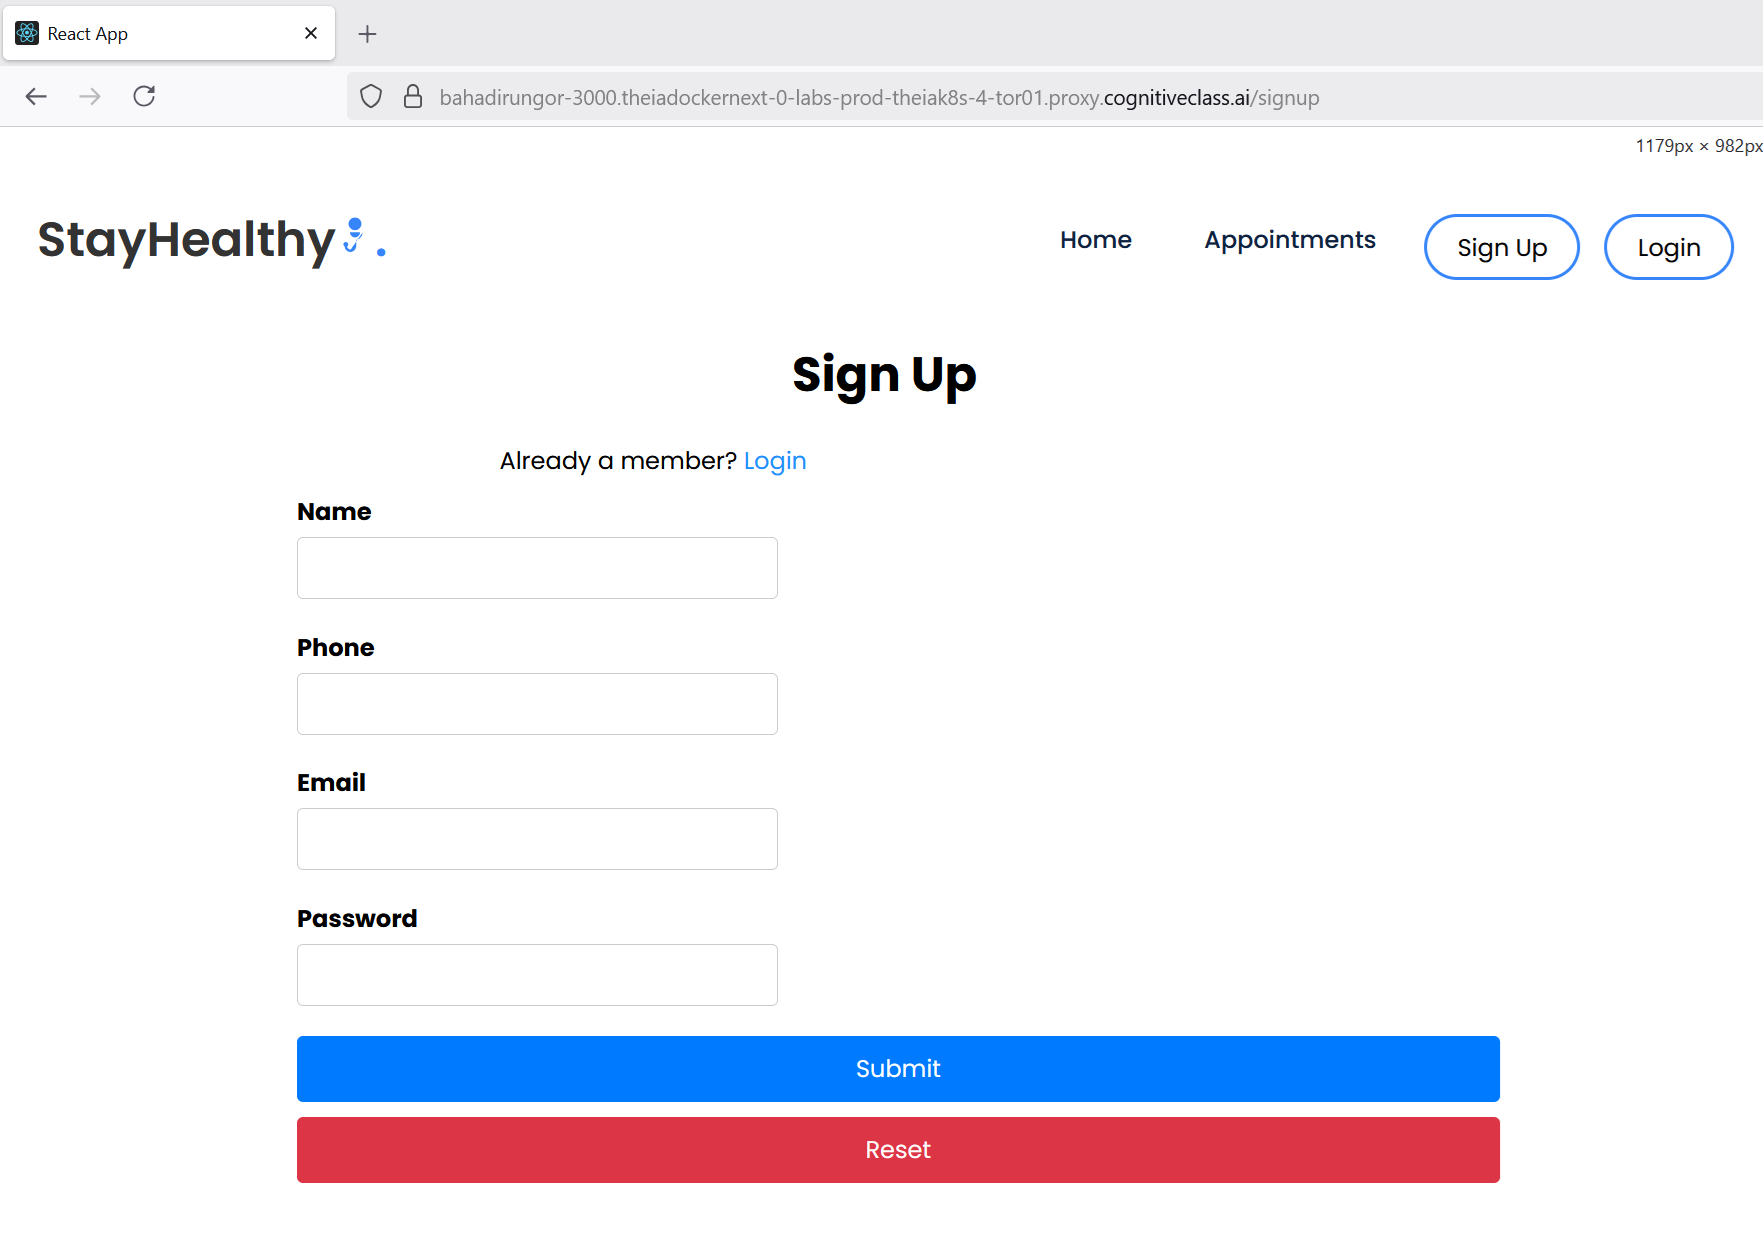 React App
bahadirungor-3000.theiadockernext-0-labs-prod-theiak8s-4-tor01.proxy.cognitiveclass.ai/signup
1179px × 982px
StayHealthy . Home Appointments Sign Up Login
Sign Up
Already a member? Login
Name
Phone
Email
Password
Submit
Reset